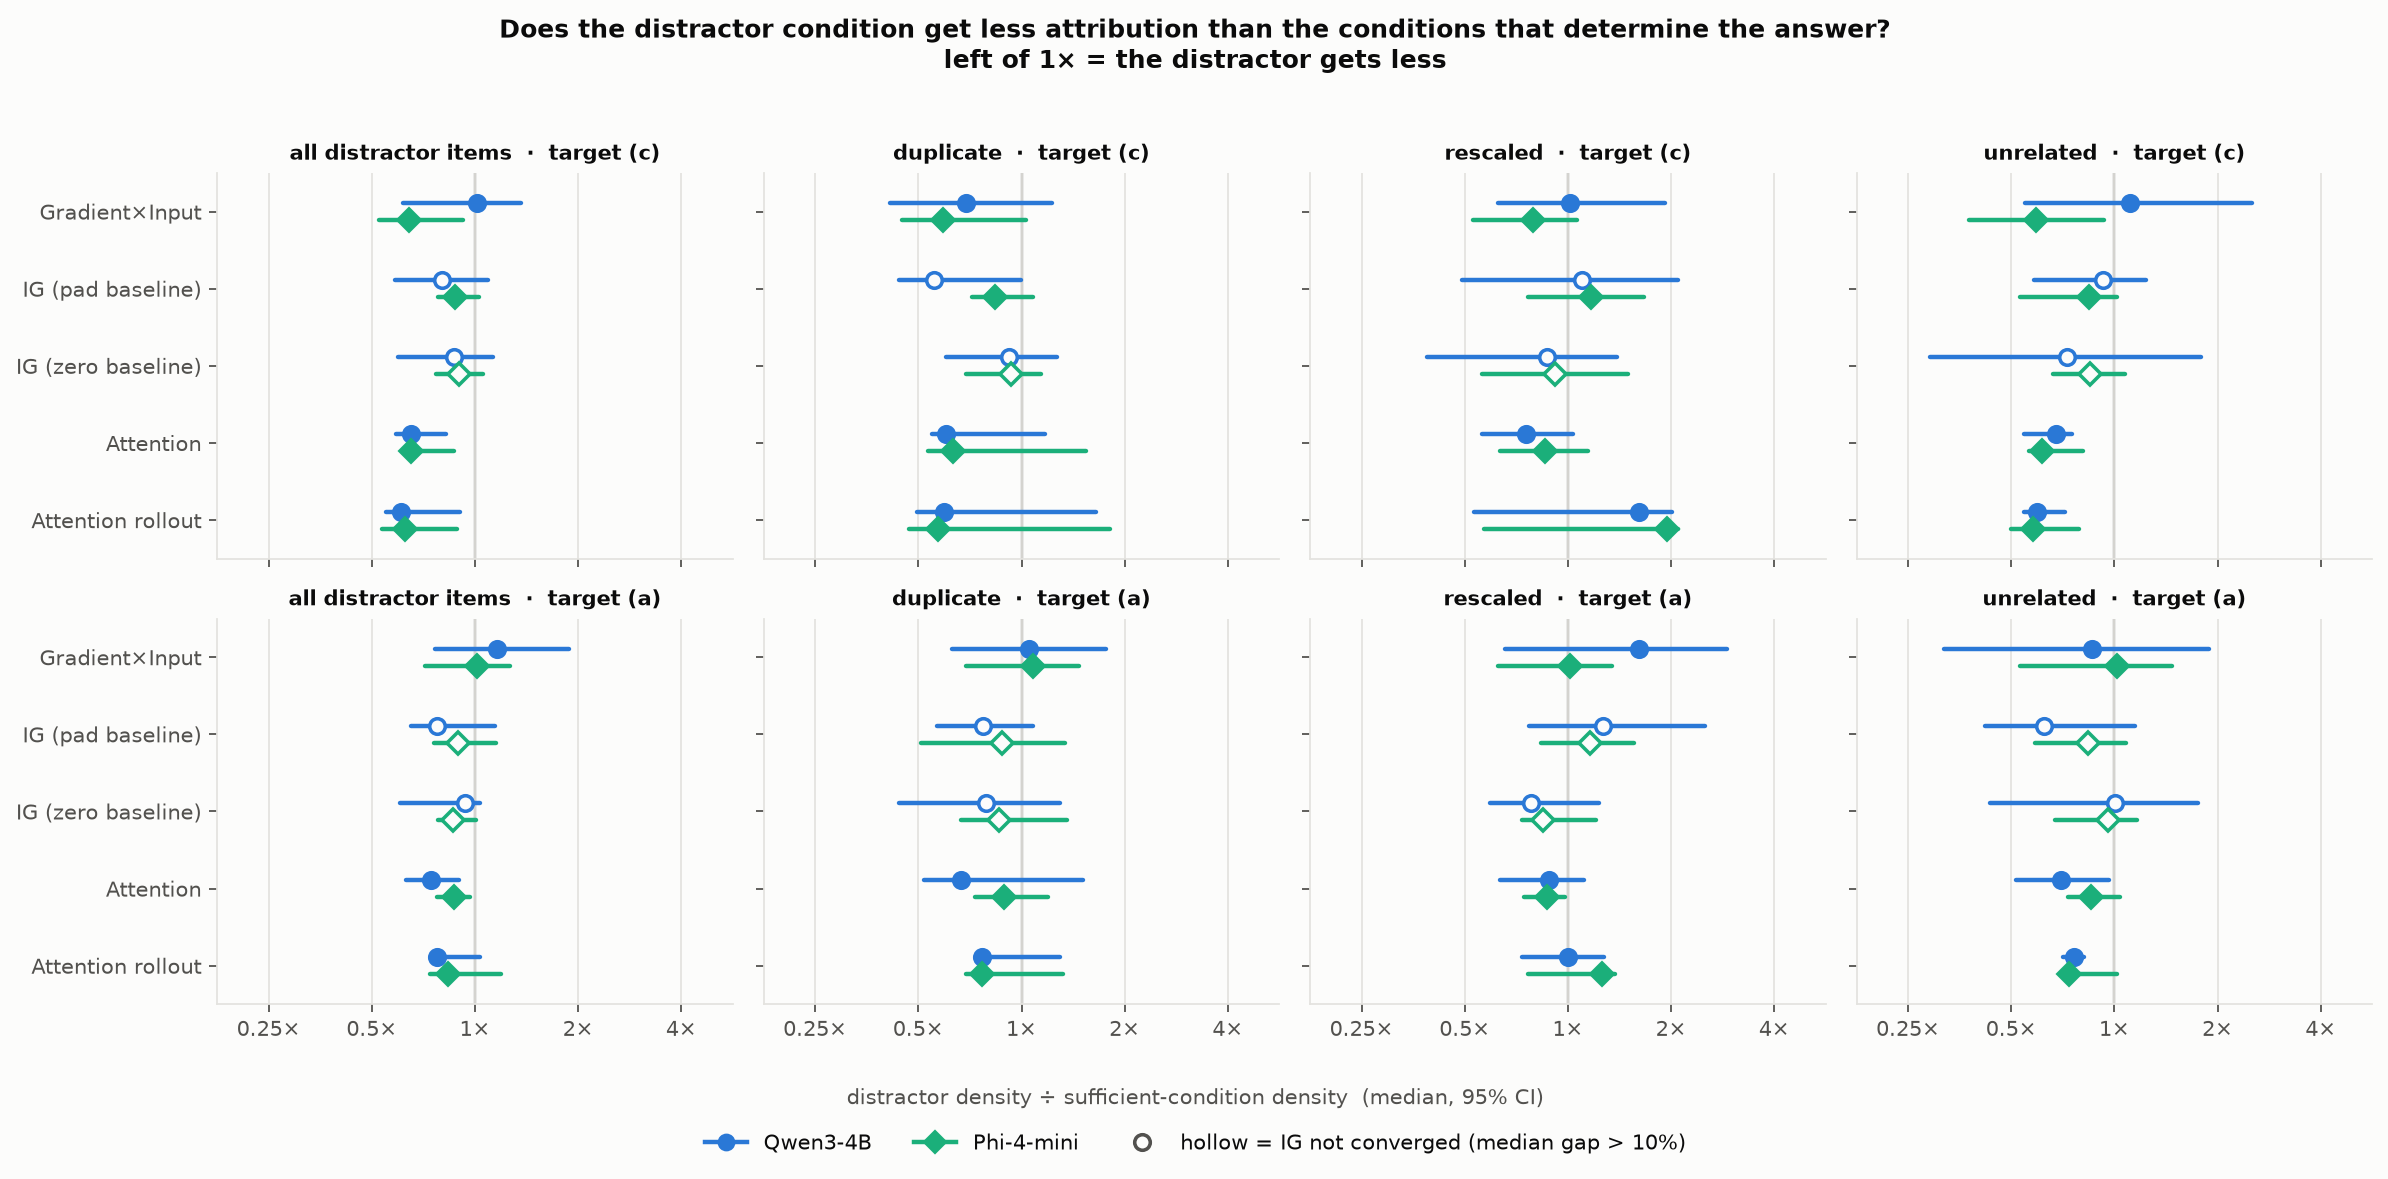 Does the distractor condition get less attribution than the conditions that determine the answer?
left of 1× = the distractor gets less
all distractor items · target (c)
duplicate · target (c)
rescaled · target (c)
unrelated · target (c)
Gradient×Input
IG (pad baseline)
IG (zero baseline)
Attention
Attention rollout
all distractor items · target (a)
duplicate · target (a)
rescaled · target (a)
unrelated · target (a)
Gradient×Input
IG (pad baseline)
IG (zero baseline)
Attention
Attention rollout
0.25× 0.5× 1× 2× 4×
0.25× 0.5× 1× 2× 4×
0.25× 0.5× 1× 2× 4×
0.25× 0.5× 1× 2× 4×
distractor density ÷ sufficient-condition density (median, 95% CI)
Qwen3-4B
Phi-4-mini
hollow = IG not converged (median gap > 10%)